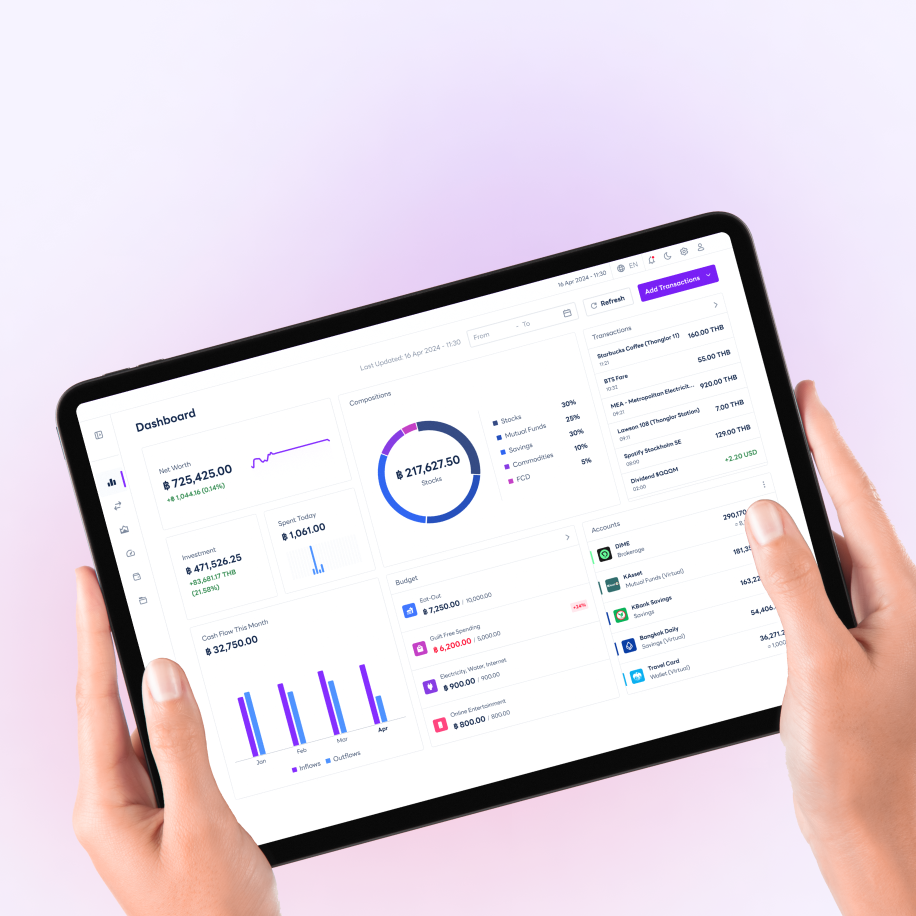 16 Apr 2024 - 11:30
EN
Dashboard
Last Updated: 16 Apr 2024 - 11:30
From
- To
Refresh
Add Transactions
Net Worth
฿ 725,425.00
+฿ 1,044.16 (0.14%)
Investment
฿ 471,526.25
+83,681.17 THB
(21.58%)
Spent Today
฿ 1,061.00
Cash Flow This Month
฿ 32,750.00
Jan
Feb
Mar
Apr
Inflows
Outflows
Compositions
฿ 217,627.50
Stocks
Stocks 30%
Mutual Funds 25%
Savings 30%
Commodities 10%
FCD 5%
Budget
Eat-Out
฿ 7,250.00 / 10,000.00
Guilt Free Spending
฿ 6,200.00 / 5,000.00
+24%
Electricity, Water, Internet
฿ 900.00 / 900.00
Online Entertainment
฿ 800.00 / 800.00
Transactions
Starbucks Coffee (Thonglor 11) 160.00 THB
11:21
BTS Fare 55.00 THB
10:32
MEA - Metropolitan Electricit... 920.00 THB
09:21
Lawson 108 (Thonglor Station) 7.00 THB
09:11
Spotify Stockholm SE 129.00 THB
08:00
Dividend $QQQM +2.20 USD
02:00
Accounts
DIME
Brokerage
290,170
KAsset
Mutual Funds (Virtual)
KBank Savings
Savings
Bangkok Daily
Savings (Virtual)
54,406.
Travel Card
Wallet (Virtual)